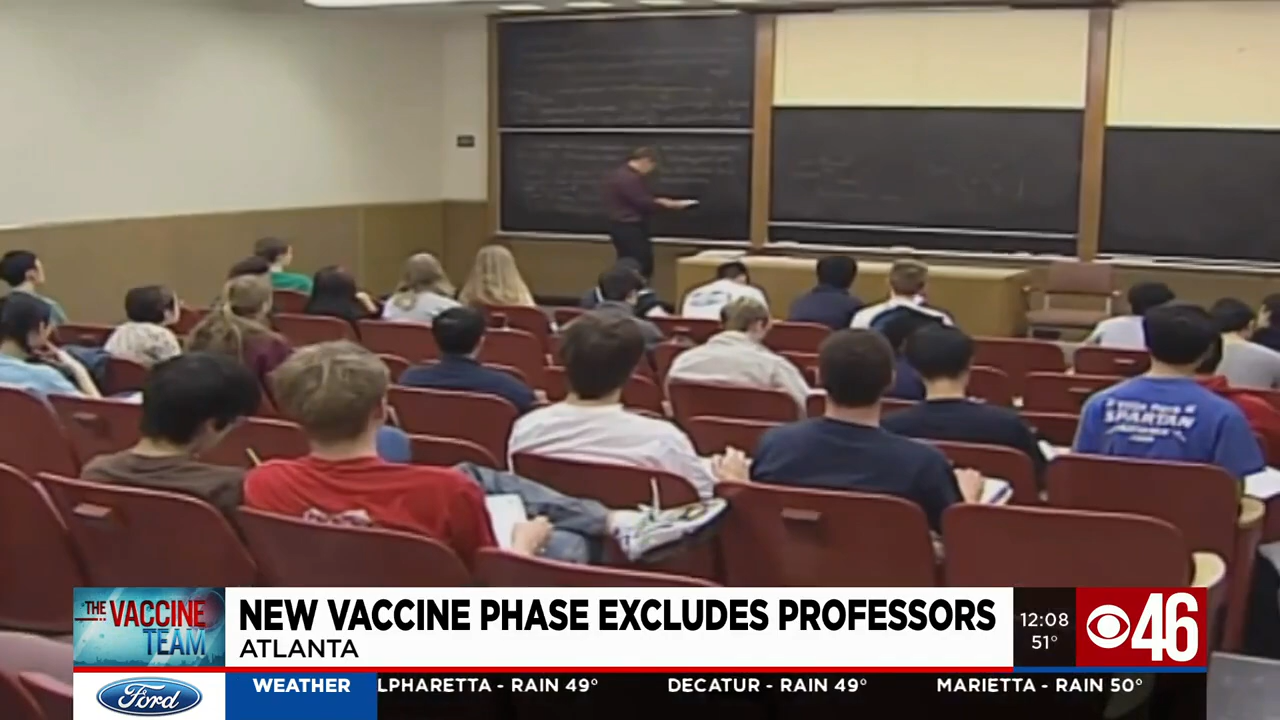 SPARTAN
THE VACCINE TEAM
NEW VACCINE PHASE EXCLUDES PROFESSORS
ATLANTA
12:08
51°
46
Ford
WEATHER
LPHARETTA - RAIN 49° DECATUR - RAIN 49° MARIETTA - RAIN 50°